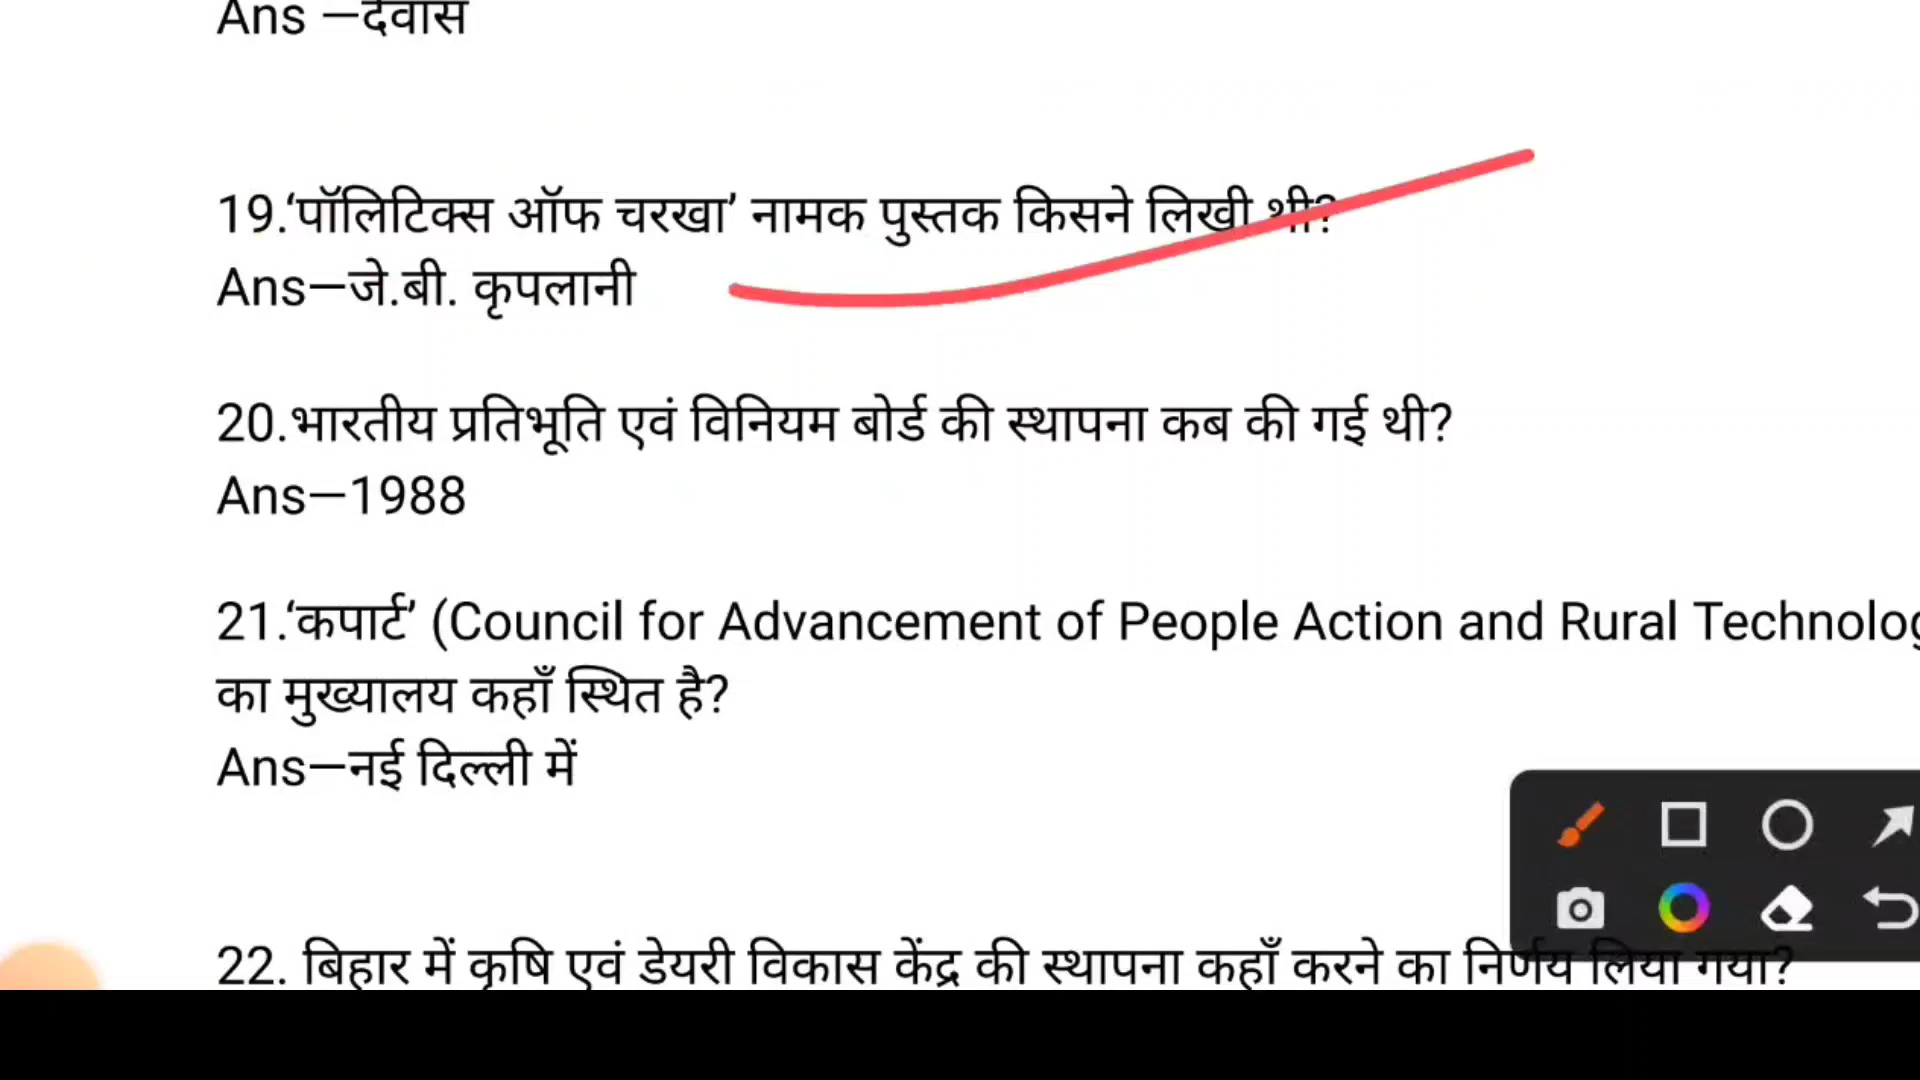 Ans —देवास
19.‘पॉलिटिक्स ऑफ चरखा’ नामक पुस्तक किसने लिखी थी?
Ans—जे.बी. कृपलानी
20.भारतीय प्रतिभूति एवं विनियम बोर्ड की स्थापना कब की गई थी?
Ans—1988
21.‘कपार्ट’ (Council for Advancement of People Action and Rural Technolog
का मुख्यालय कहाँ स्थित है?
Ans—नई दिल्ली में
22. बिहार में कृषि एवं डेयरी विकास केंद्र की स्थापना कहाँ करने का निर्णय लिया गया?